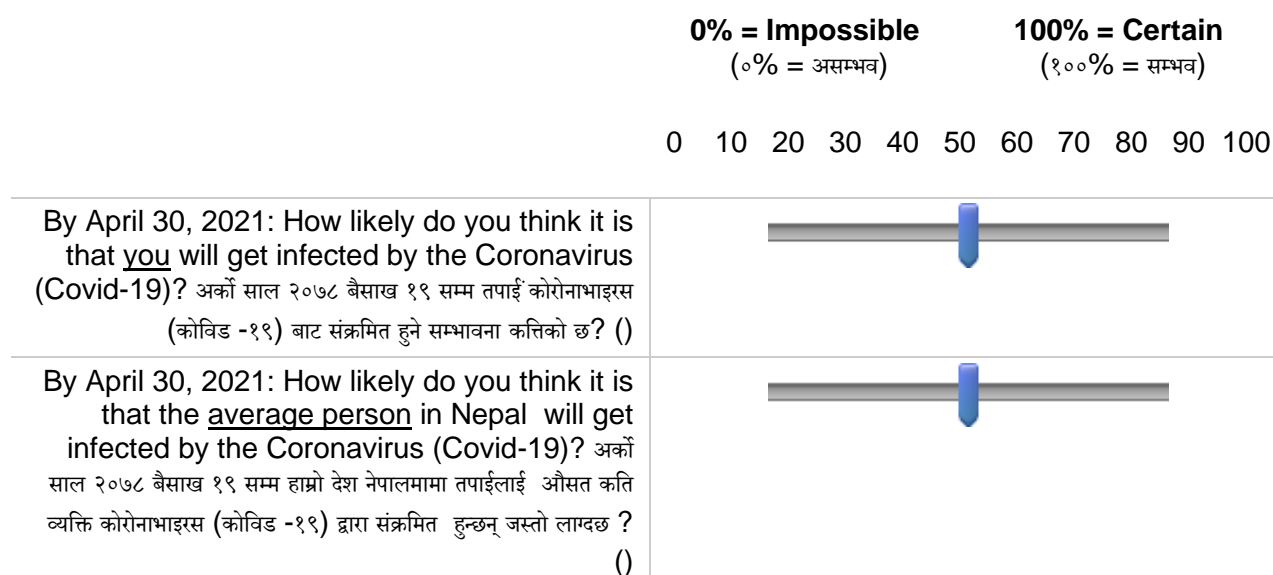 0% = Impossible 100% = Certain
(०% = असम्भव) (१००% = सम्भव)
0 10 20 30 40 50 60 70 80 90 100
By April 30, 2021: How likely do you think it is
that you will get infected by the Coronavirus
(Covid-19)? अर्को साल २०७८ बैसाख १९ सम्म तपाईं कोरोनाभाइरस
(कोविड -१९) बाट संक्रमित हुने सम्भावना कत्तिको छ? ()
By April 30, 2021: How likely do you think it is
that the average person in Nepal will get
infected by the Coronavirus (Covid-19)? अर्को
साल २०७८ बैसाख १९ सम्म हाम्रो देश नेपालमामा तपाईलाई औसत कति
व्यक्ति कोरोनाभाइरस (कोविड -१९) द्वारा संक्रमित हुन्छन् जस्तो लाग्दछ ?
()